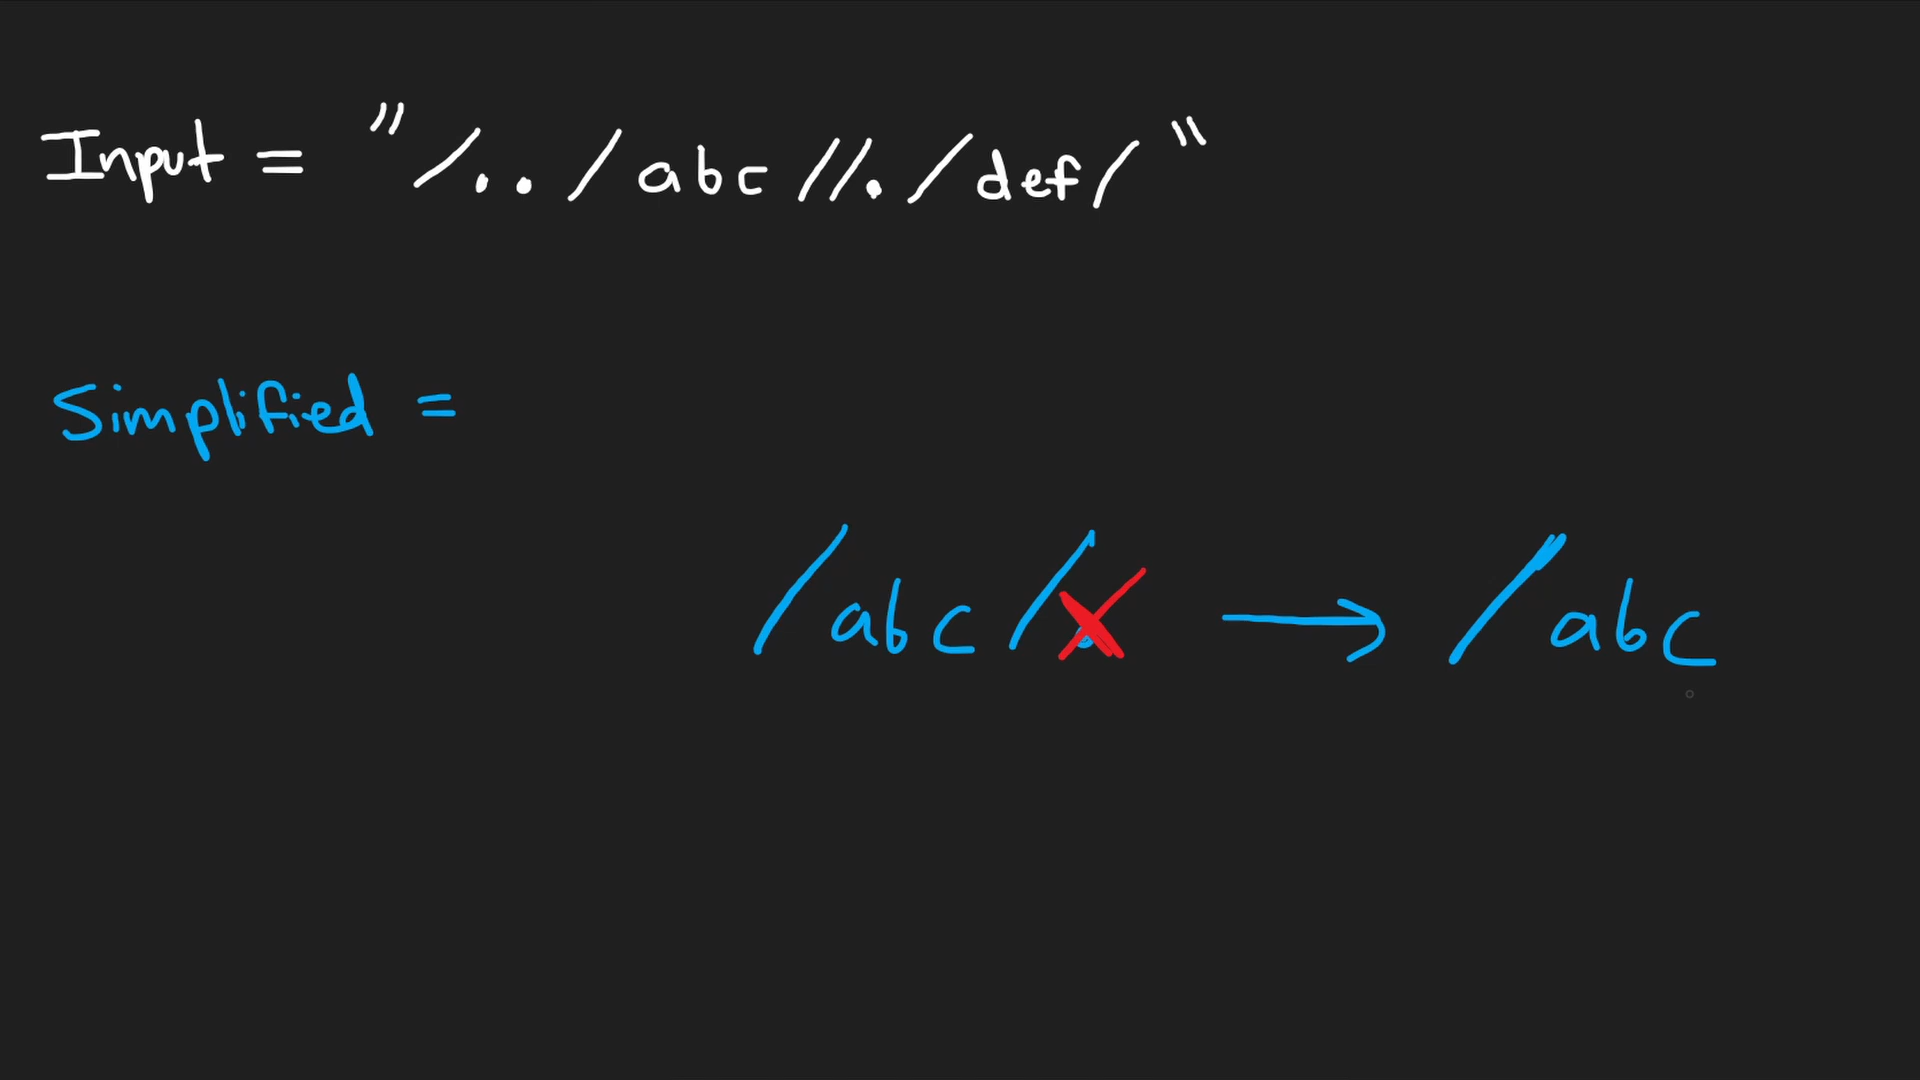 Input = "/../abc//./def/"
Simplified =
/abc/. → /abc